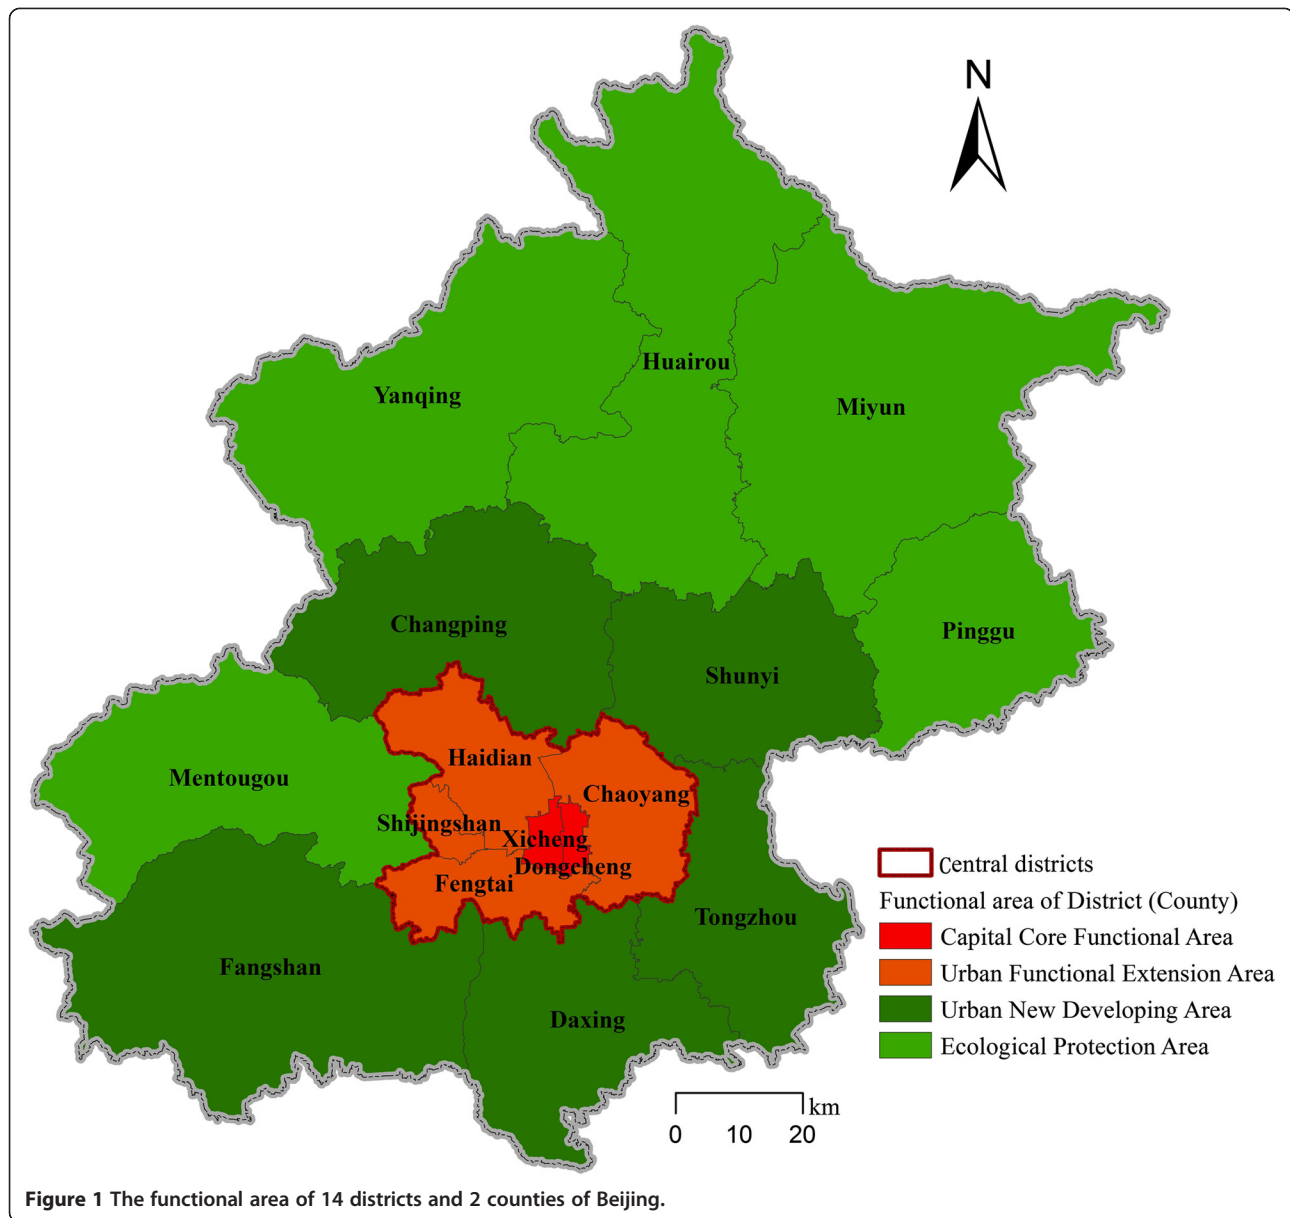 N
Huairou
Yanqing
Miyun
Changping
Pinggu
Shunyi
Haidian
Mentougou
Chaoyang
Shijingshan
Xicheng
Dongcheng
Fengtai
Tongzhou
Fangshan
Daxing
Central districts
Functional area of District (County)
Capital Core Functional Area
Urban Functional Extension Area
Urban New Developing Area
Ecological Protection Area
km
0 10 20
Figure 1 The functional area of 14 districts and 2 counties of Beijing.